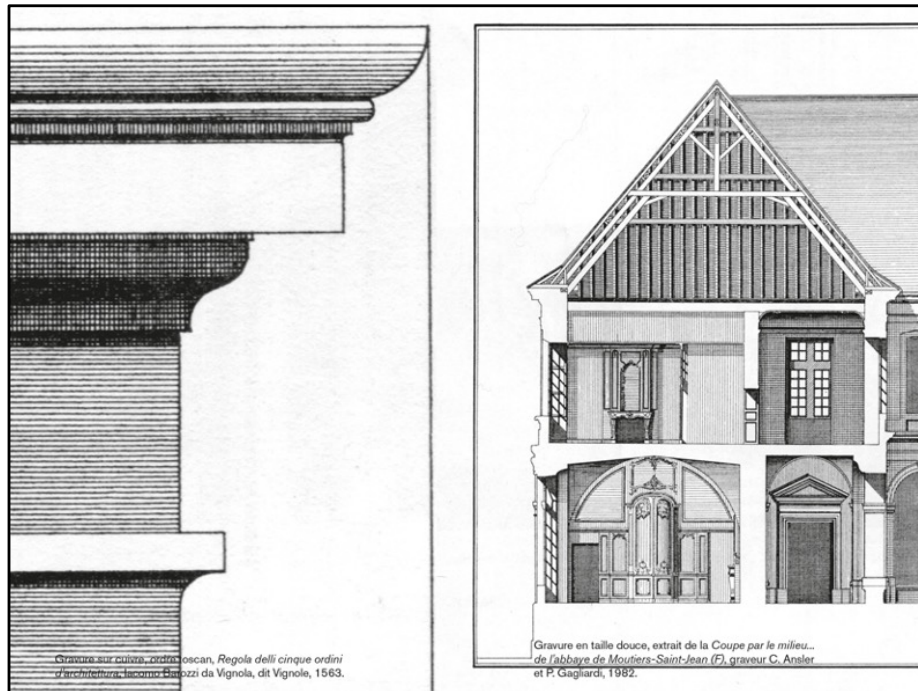 Gravure sur cuivre, ordre toscan, Regola delli cinque ordini
d'architettura, Iacomo Barozzi da Vignola, dit Vignole, 1563.
Gravure en taille douce, extrait de la Coupe par le milieu...
de l'abbaye de Moutiers-Saint-Jean (F), graveur C. Ansler
et P. Gagliardi, 1982.